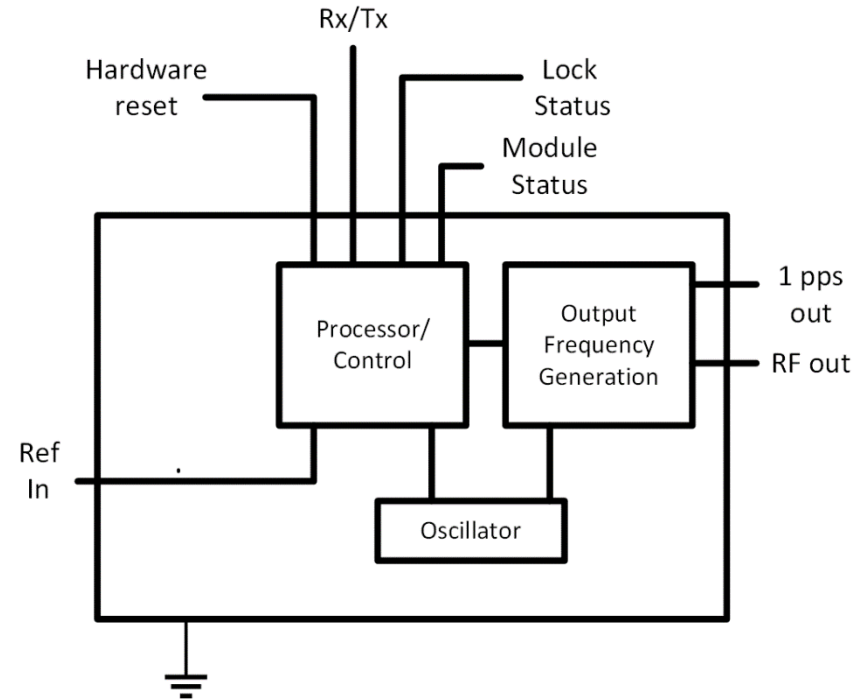 Rx/Tx
Hardware
reset
Lock
Status
Module
Status
1 pps
out
Processor/
Control
Output
Frequency
Generation
RF out
Ref
In
Oscillator